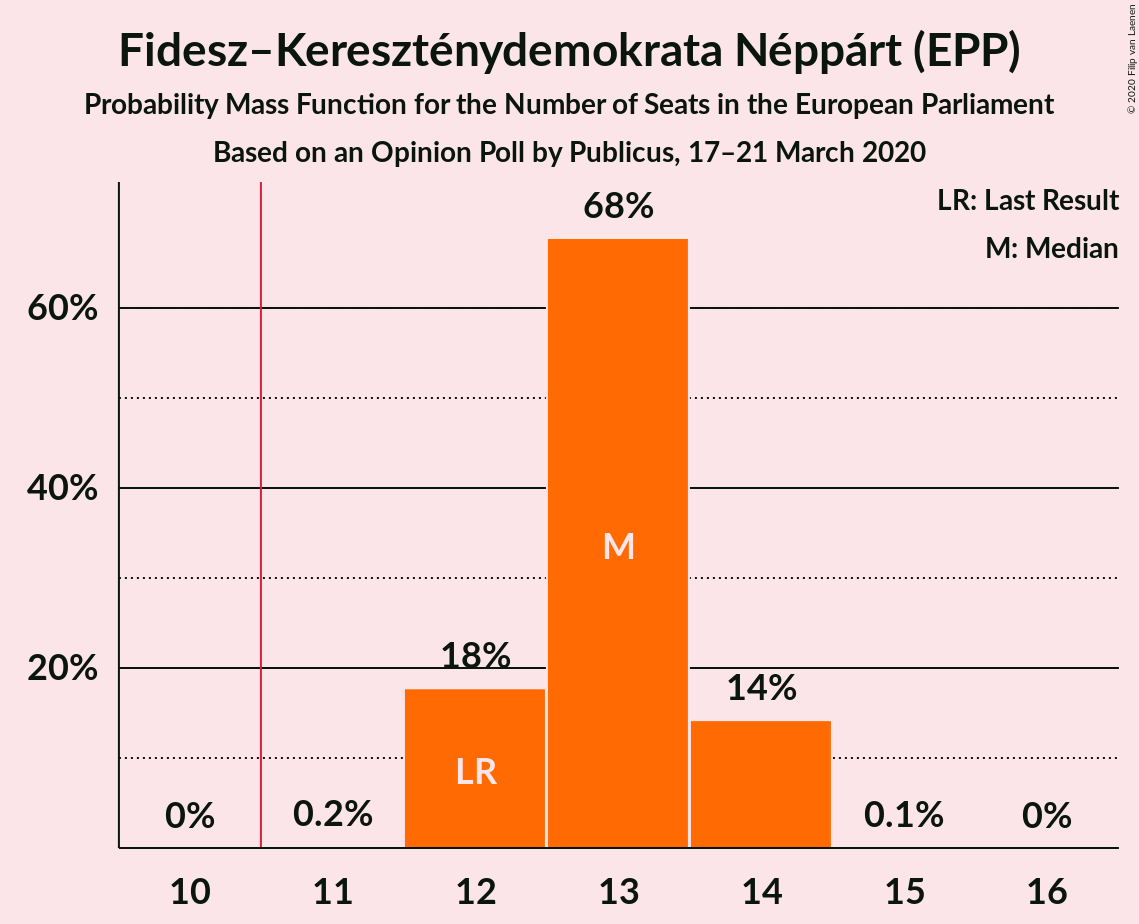 Fidesz–Kereszténydemokrata Néppárt (EPP)
Probability Mass Function for the Number of Seats in the European Parliament
Based on an Opinion Poll by Publicus, 17–21 March 2020
© 2020 Filip van Laenen
LR: Last Result
M: Median
68%
60%
40%
M
18%
20%
14%
LR
0%
0.2%
0.1%
0%
10 11 12 13 14 15 16